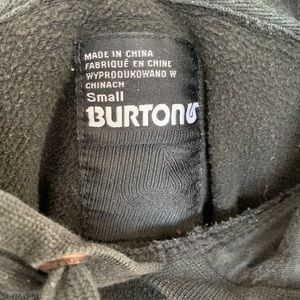 MADE IN CHINA
FABRIQUÉ EN CHINE
WYPRODUKOWANO W
CHINACH
Small
BURTON